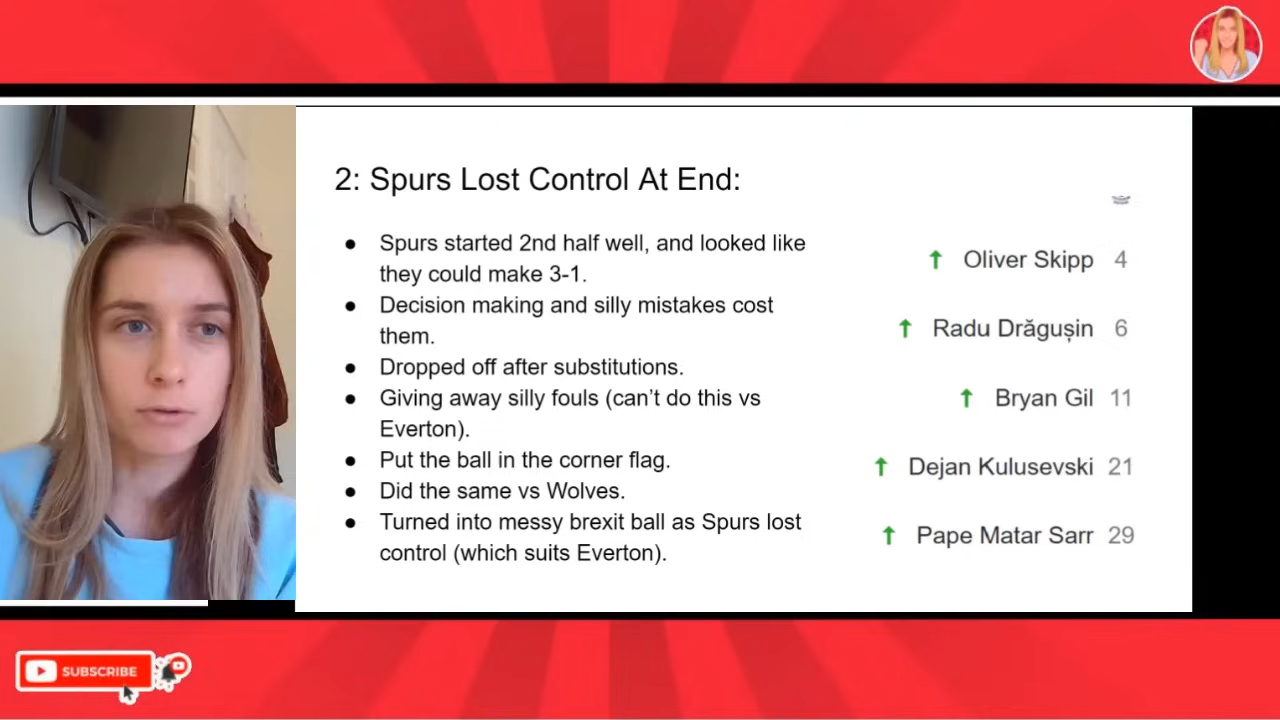 2: Spurs Lost Control At End:
● Spurs started 2nd half well, and looked like
they could make 3-1.
● Decision making and silly mistakes cost
them.
● Dropped off after substitutions.
● Giving away silly fouls (can’t do this vs
Everton).
● Put the ball in the corner flag.
● Did the same vs Wolves.
● Turned into messy brexit ball as Spurs lost
control (which suits Everton).
Oliver Skipp 4
Radu Drăgușin 6
Bryan Gil 11
Dejan Kulusevski 21
Pape Matar Sarr 29
SUBSCRIBE